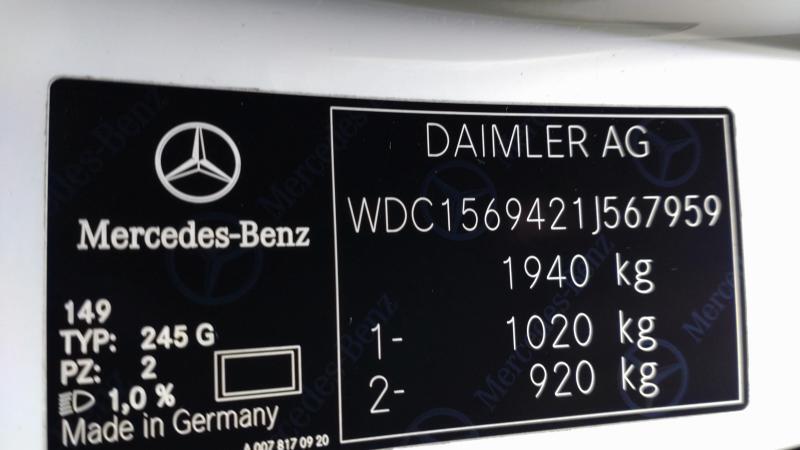 Mercedes-Benz
149
TYP: 245 G
PZ: 2
1,0 %
Made in Germany
A 007 817 09 20
DAIMLER AG
WDC1569421J567959
1940 kg
1- 1020 kg
2- 920 kg